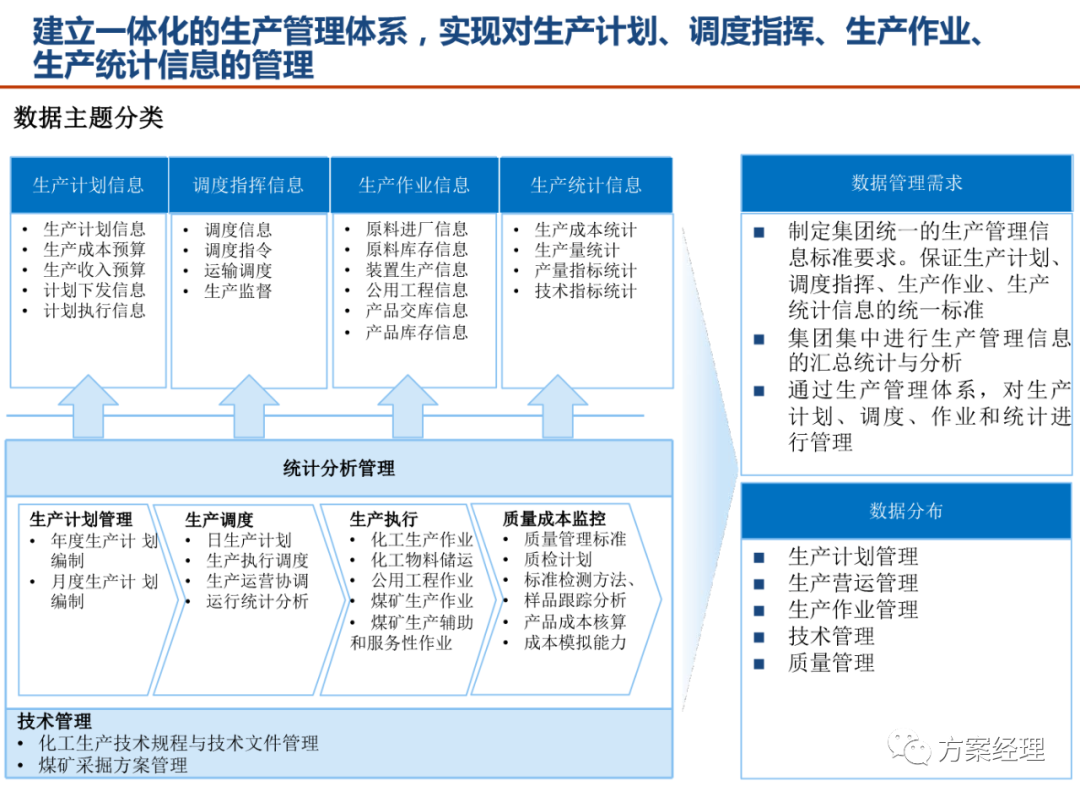 建立一体化的生产管理体系，实现对生产计划、调度指挥、生产作业、
生产统计信息的管理
数据主题分类
生产计划信息
• 生产计划信息
• 生产成本预算
• 生产收入预算
• 计划下发信息
• 计划执行信息
调度指挥信息
• 调度信息
• 调度指令
• 运输调度
• 生产监督
生产作业信息
• 原料进厂信息
• 原料库存信息
• 装置生产信息
• 公用工程信息
• 产品交库信息
• 产品库存信息
生产统计信息
• 生产成本统计
• 生产量统计
• 产量指标统计
• 技术指标统计
统计分析管理
生产计划管理
• 年度生产计 划
编制
• 月度生产计 划
编制
生产调度
• 日生产计划
• 生产执行调度
• 生产运营协调
• 运行统计分析
生产执行
• 化工生产作业
• 化工物料储运
• 公用工程作业
• 煤矿生产作业
• 煤矿生产辅助
和服务性作业
质量成本监控
• 质量管理标准
• 质检计划
• 标准检测方法、
• 样品跟踪分析
• 产品成本核算
• 成本模拟能力
技术管理
• 化工生产技术规程与技术文件管理
• 煤矿采掘方案管理
数据管理需求
■ 制定集团统一的生产管理信
息标准要求。保证生产计划、
调度指挥、生产作业、生产
统计信息的统一标准
■ 集团集中进行生产管理信息
的汇总统计与分析
■ 通过生产管理体系，对生产
计划、调度、作业和统计进
行管理
数据分布
■ 生产计划管理
■ 生产营运管理
■ 生产作业管理
■ 技术管理
■ 质量管理
方案经理